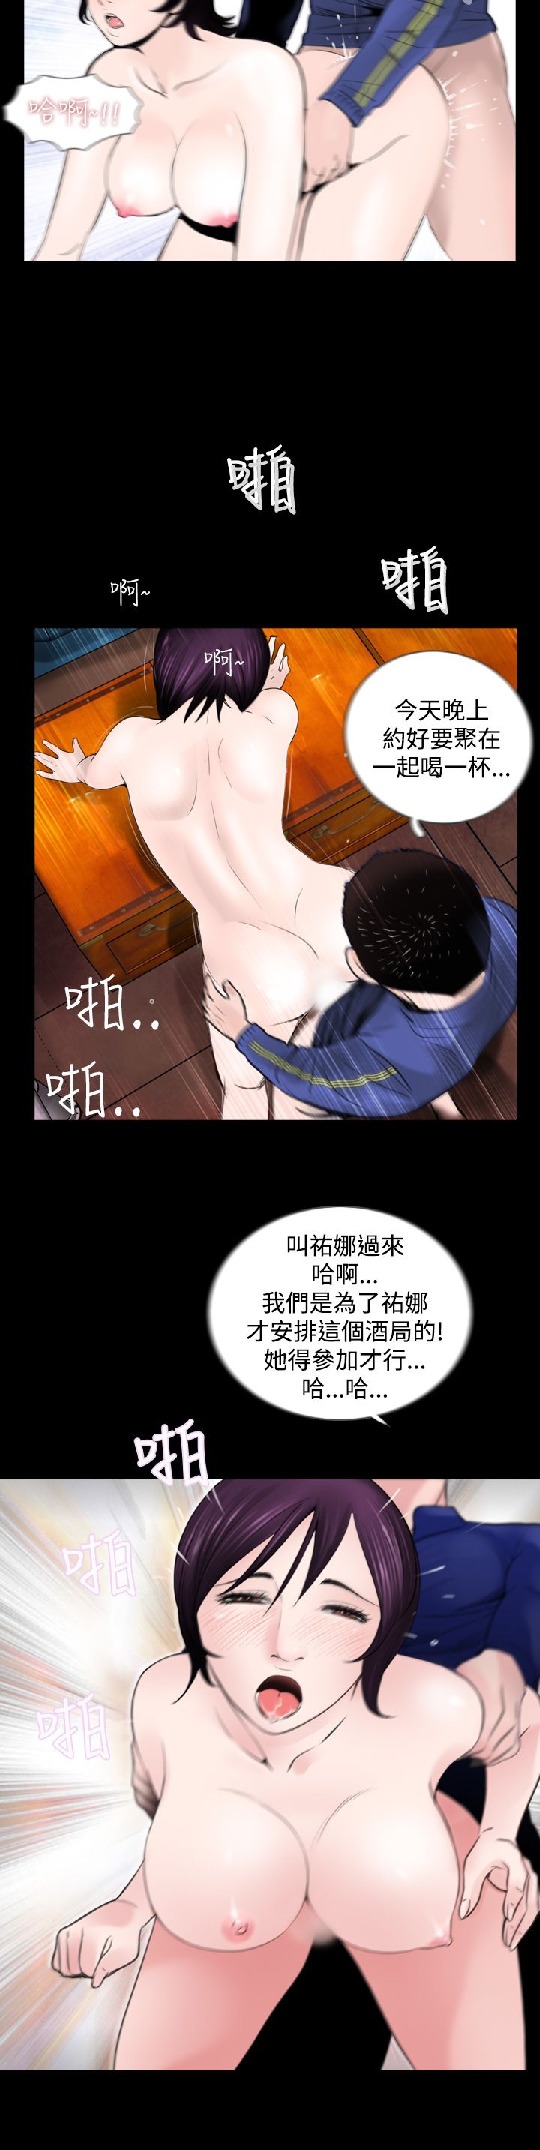 哈啊~!!
啪
啪
啊~
啊~
今天晚上
約好要聚在
一起喝一杯...
啪..
啪..
叫祐娜過來
哈啊...
我們是為了祐娜
才安排這個酒局的!
她得參加才行...
哈...哈...
啪
啪
啪